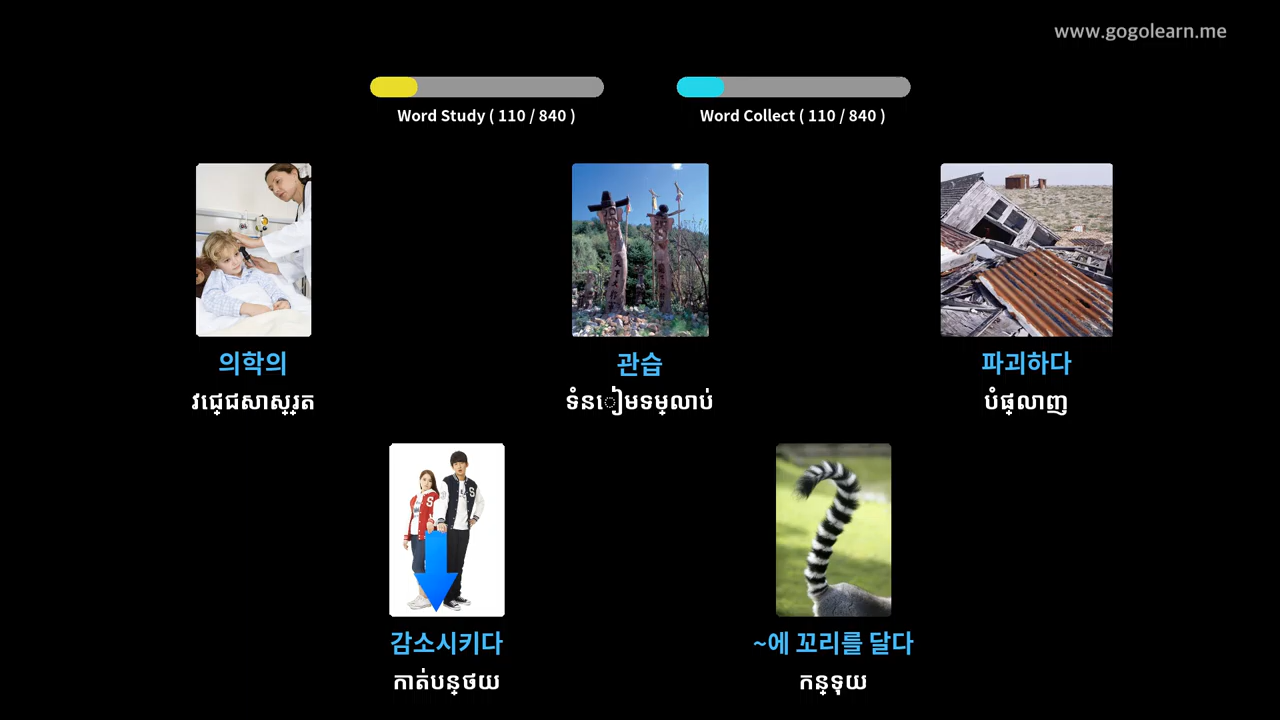 www.gogolearn.me
Word Study ( 110 / 840 )
Word Collect ( 110 / 840 )
의학의
វជ្ជេសាស្រ្ត
관습
ទំនៀមទម្លាប់
파괴하다
បំផ្លាញ
감소시키다
កាត់បន្ថយ
~에 꼬리를 달다
កន្ទុយ